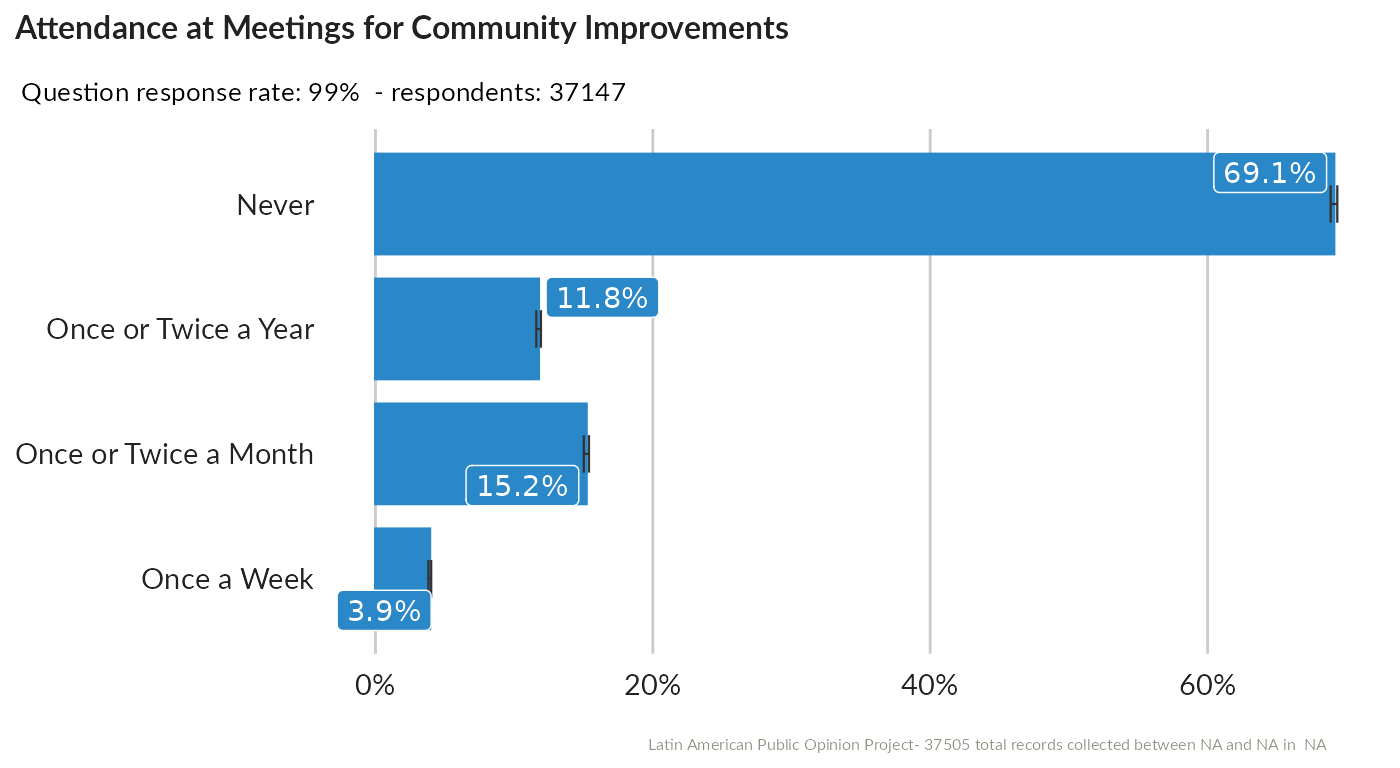 Attendance at Meetings for Community Improvements
Question response rate: 99% - respondents: 37147
Never
69.1%
Once or Twice a Year
11.8%
Once or Twice a Month
15.2%
Once a Week
3.9%
0%
20%
40%
60%
Latin American Public Opinion Project- 37505 total records collected between NA and NA in NA